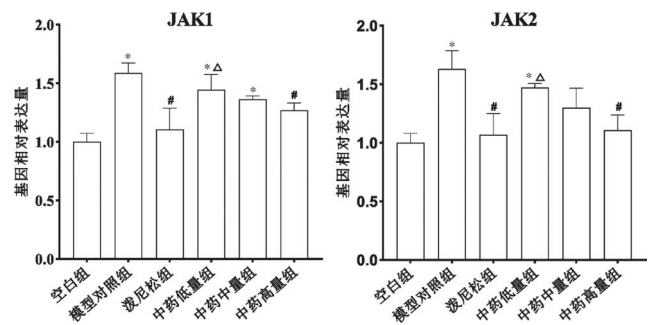 JAK1
基因相对表达量
2.0
1.5
1.0
0.5
0.0
*
#
* △
*
#
空白组
模型对照组
泼尼松组
中药低量组
中药中量组
中药高量组
JAK2
基因相对表达量
2.0
1.5
1.0
0.5
0.0
*
#
* △
#
空白组
模型对照组
泼尼松组
中药低量组
中药中量组
中药高量组